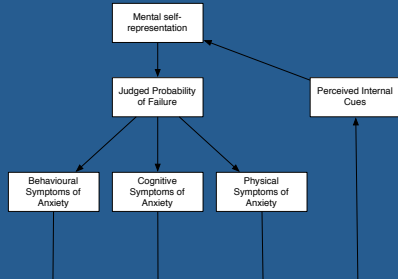 Mental self-
representation
Judged Probability
of Failure
Perceived Internal
Cues
Behavioural
Symptoms of
Anxiety
Cognitive
Symptoms of
Anxiety
Physical
Symptoms of
Anxiety